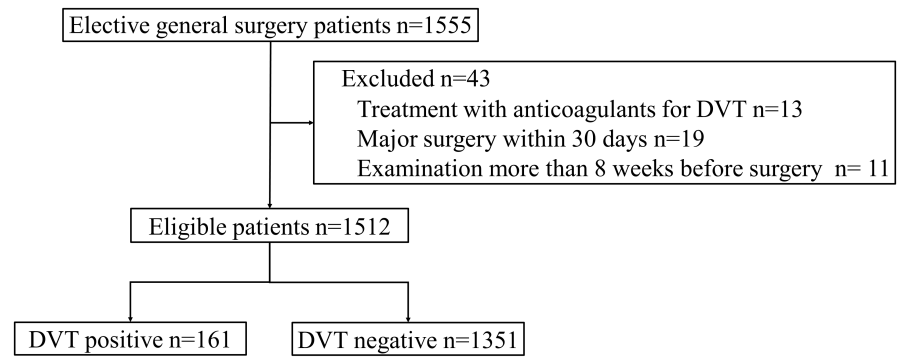 Elective general surgery patients n=1555
Excluded n=43
Treatment with anticoagulants for DVT n=13
Major surgery within 30 days n=19
Examination more than 8 weeks before surgery n= 11
Eligible patients n=1512
DVT positive n=161
DVT negative n=1351